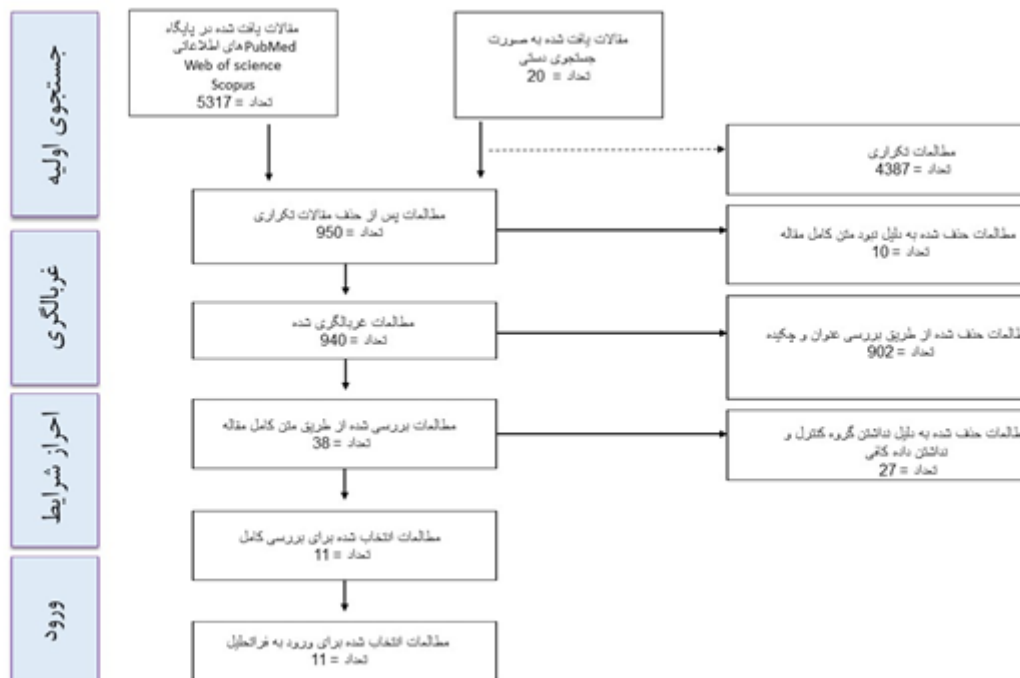 جستجوی اولیه
مقالات یافت شده در پایگاه
های اطلاعاتی PubMed
Web of science
Scopus
تعداد = 5317
مقالات یافت شده به صورت
جستجوی دستی
تعداد = 20
مطالعات تکراری
تعداد = 4387
مطالعات پس از حذف مقالات تکراری
تعداد = 950
مطالعات حذف شده به دلیل نبود متن کامل مقاله
تعداد = 10
غربالگری
مطالعات غربالگری شده
تعداد = 940
مطالعات حذف شده از طریق بررسی عنوان و چکیده
تعداد = 902
احراز شرایط
مطالعات بررسی شده از طریق متن کامل مقاله
تعداد = 38
مطالعات حذف شده به دلیل نداشتن گروه کنترل و
نداشتن داده کافی
تعداد = 27
مطالعات انتخاب شده برای بررسی کامل
تعداد = 11
ورود
مطالعات انتخاب شده برای ورود به فراتحلیل
تعداد = 11